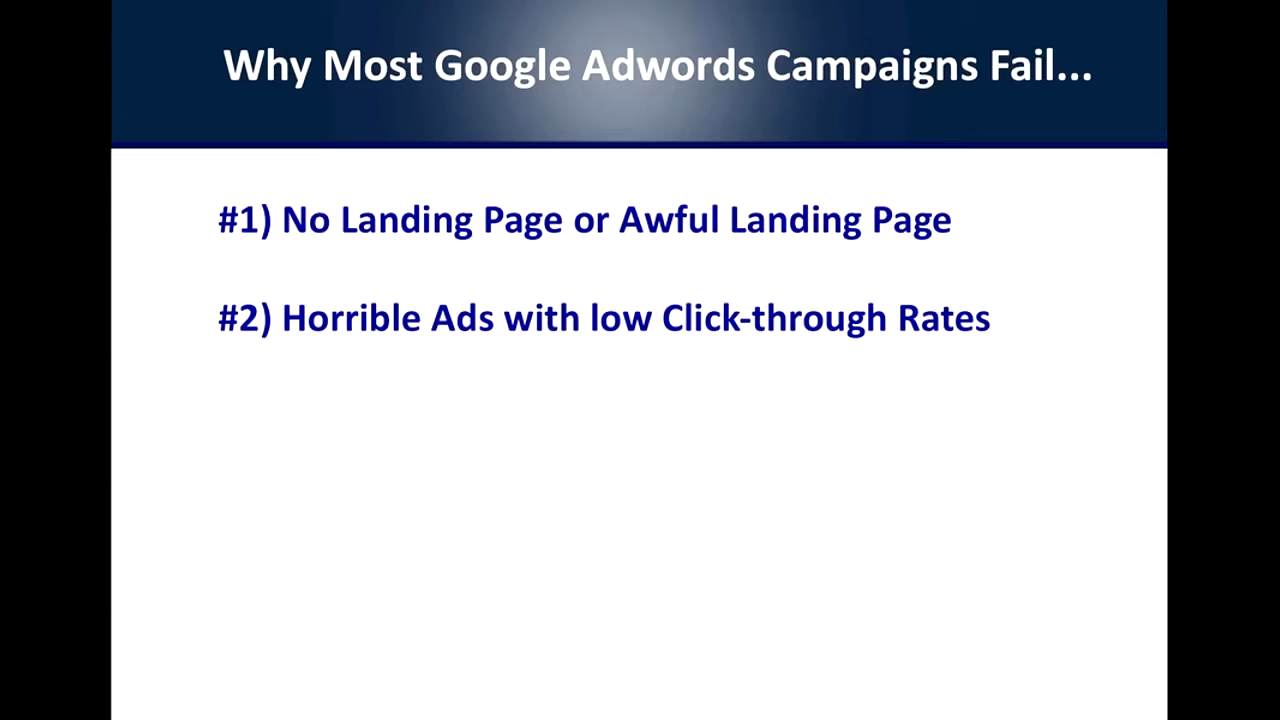 Why Most Google Adwords Campaigns Fail...
#1) No Landing Page or Awful Landing Page
#2) Horrible Ads with low Click-through Rates